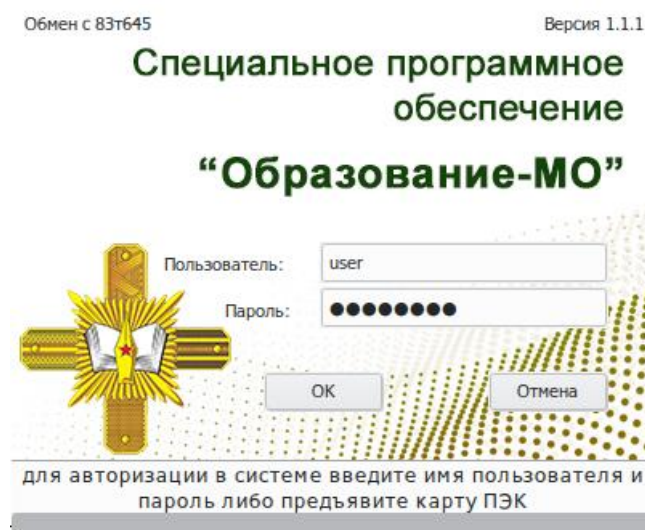 Обмен с 83т645
Версия 1.1.1
Специальное программное
обеспечение
“Образование-МО”
Пользователь:
user
Пароль:
●●●●●●●●
OK
Отмена
для авторизации в системе введите имя пользователя и
пароль либо предъявите карту ПЭК